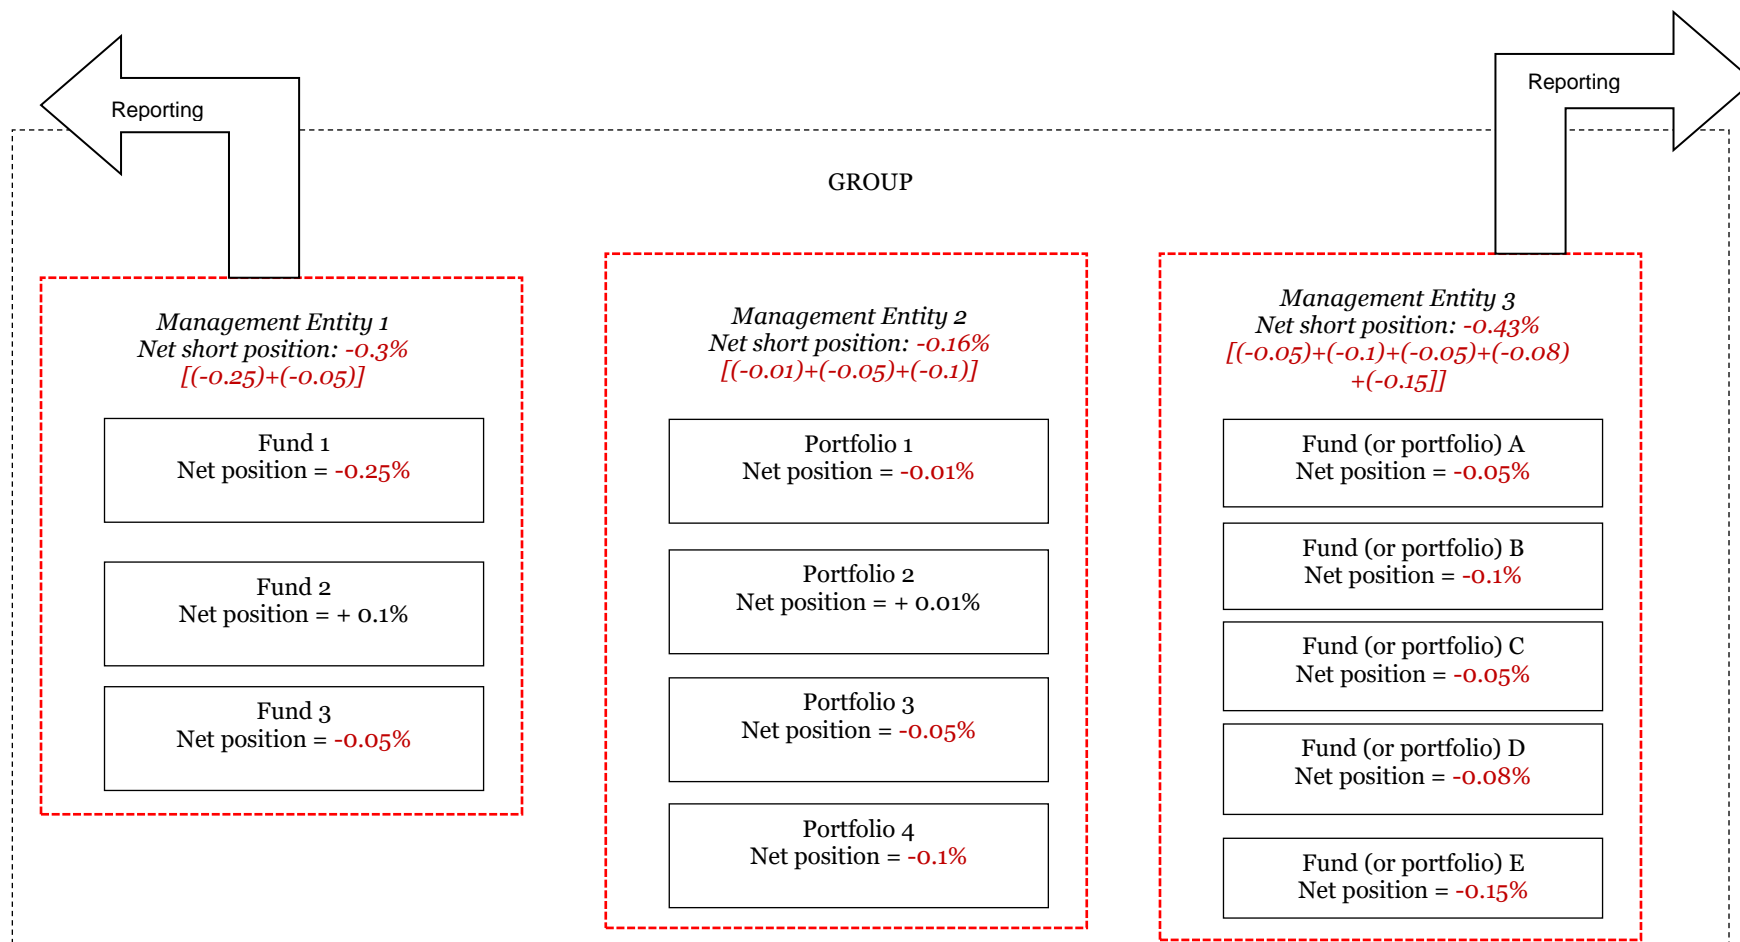 Reporting
Reporting
GROUP
Management Entity 1
Net short position: -0.3%
[(-0.25)+(-0.05)]
Fund 1
Net position = -0.25%
Fund 2
Net position = + 0.1%
Fund 3
Net position = -0.05%
Management Entity 2
Net short position: -0.16%
[(-0.01)+(-0.05)+(-0.1)]
Portfolio 1
Net position = -0.01%
Portfolio 2
Net position = + 0.01%
Portfolio 3
Net position = -0.05%
Portfolio 4
Net position = -0.1%
Management Entity 3
Net short position: -0.43%
[(-0.05)+(-0.1)+(-0.05)+(-0.08)
+(-0.15]]
Fund (or portfolio) A
Net position = -0.05%
Fund (or portfolio) B
Net position = -0.1%
Fund (or portfolio) C
Net position = -0.05%
Fund (or portfolio) D
Net position = -0.08%
Fund (or portfolio) E
Net position = -0.15%